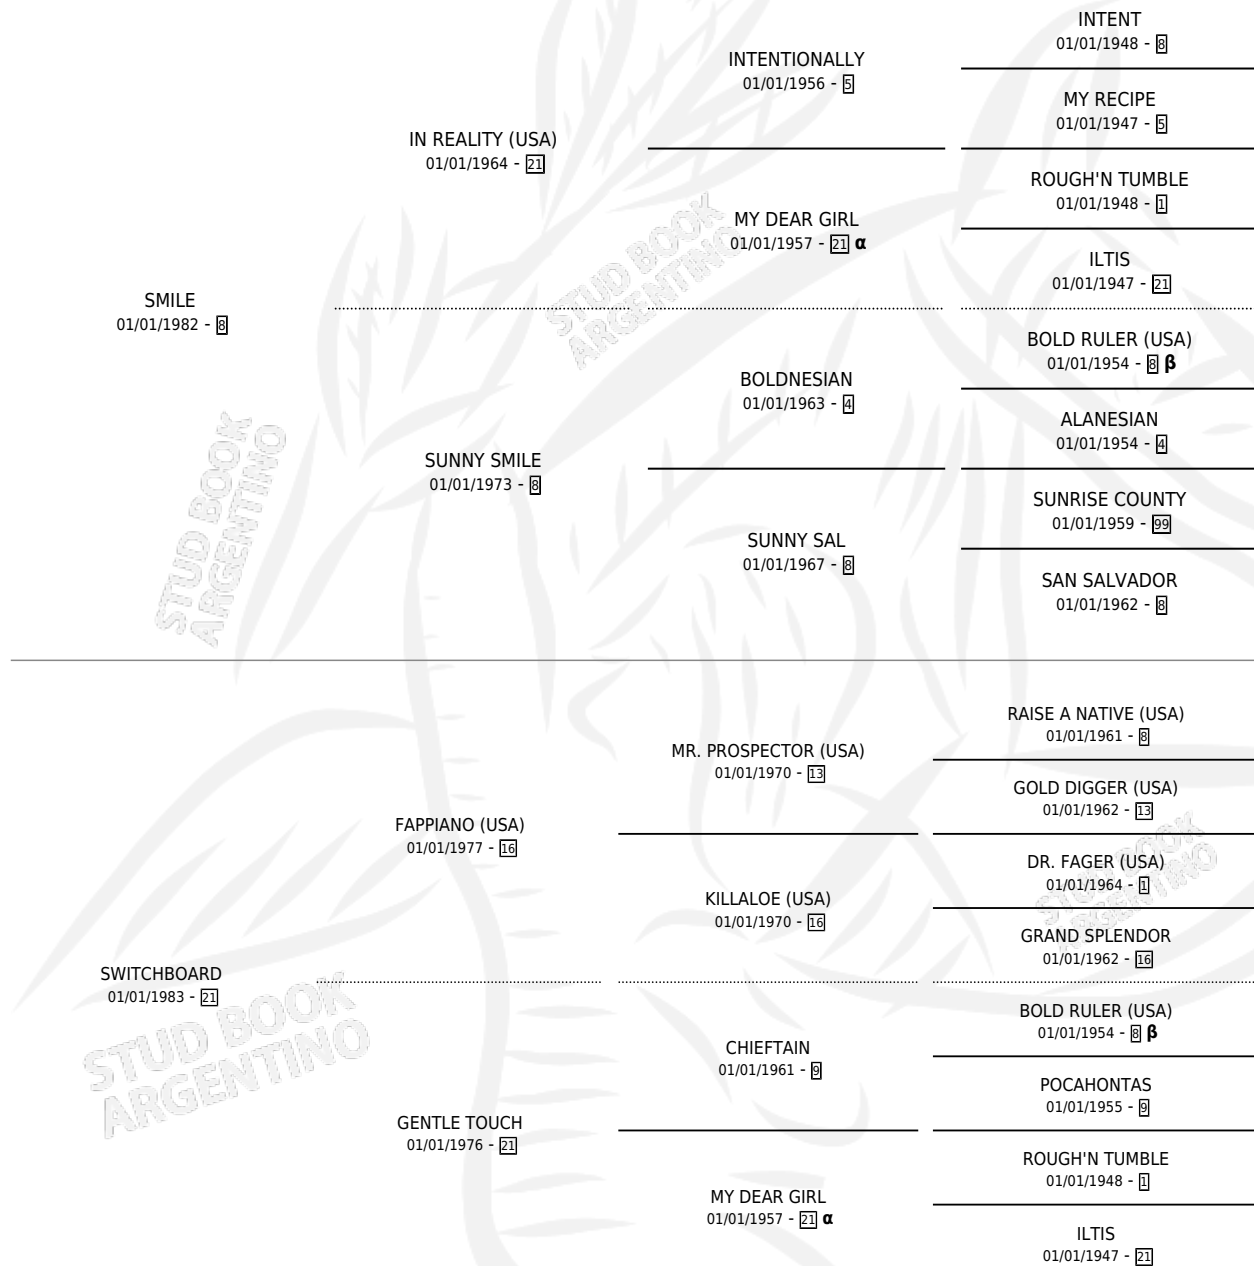 INTENT
01/01/1948 - 8
INTENTIONALLY
01/01/1956 - 5
MY RECIPE
01/01/1947 - 5
IN REALITY (USA)
01/01/1964 - 21
ROUGH'N TUMBLE
01/01/1948 - 1
MY DEAR GIRL
01/01/1957 - 21 α
ILTIS
01/01/1947 - 21
SMILE
01/01/1982 - 8
BOLD RULER (USA)
01/01/1954 - 8 β
BOLDNESIAN
01/01/1963 - 4
ALANESIAN
01/01/1954 - 4
SUNNY SMILE
01/01/1973 - 8
SUNRISE COUNTY
01/01/1959 - 99
SUNNY SAL
01/01/1967 - 8
SAN SALVADOR
01/01/1962 - 8
STUD BOOK
ARGENTINO
STUD BOOK
ARGENTINO
RAISE A NATIVE (USA)
01/01/1961 - 8
MR. PROSPECTOR (USA)
01/01/1970 - 13
GOLD DIGGER (USA)
01/01/1962 - 13
FAPPIANO (USA)
01/01/1977 - 16
DR. FAGER (USA)
01/01/1964 - 1
KILLALOE (USA)
01/01/1970 - 16
GRAND SPLENDOR
01/01/1962 - 16
SWITCHBOARD
01/01/1983 - 21
BOLD RULER (USA)
01/01/1954 - 8 β
CHIEFTAIN
01/01/1961 - 9
POCAHONTAS
01/01/1955 - 9
GENTLE TOUCH
01/01/1976 - 21
ROUGH'N TUMBLE
01/01/1948 - 1
MY DEAR GIRL
01/01/1957 - 21 α
ILTIS
01/01/1947 - 21
STUD BOOK
ARGENTINO
STUD BOOK
ARGENTINO